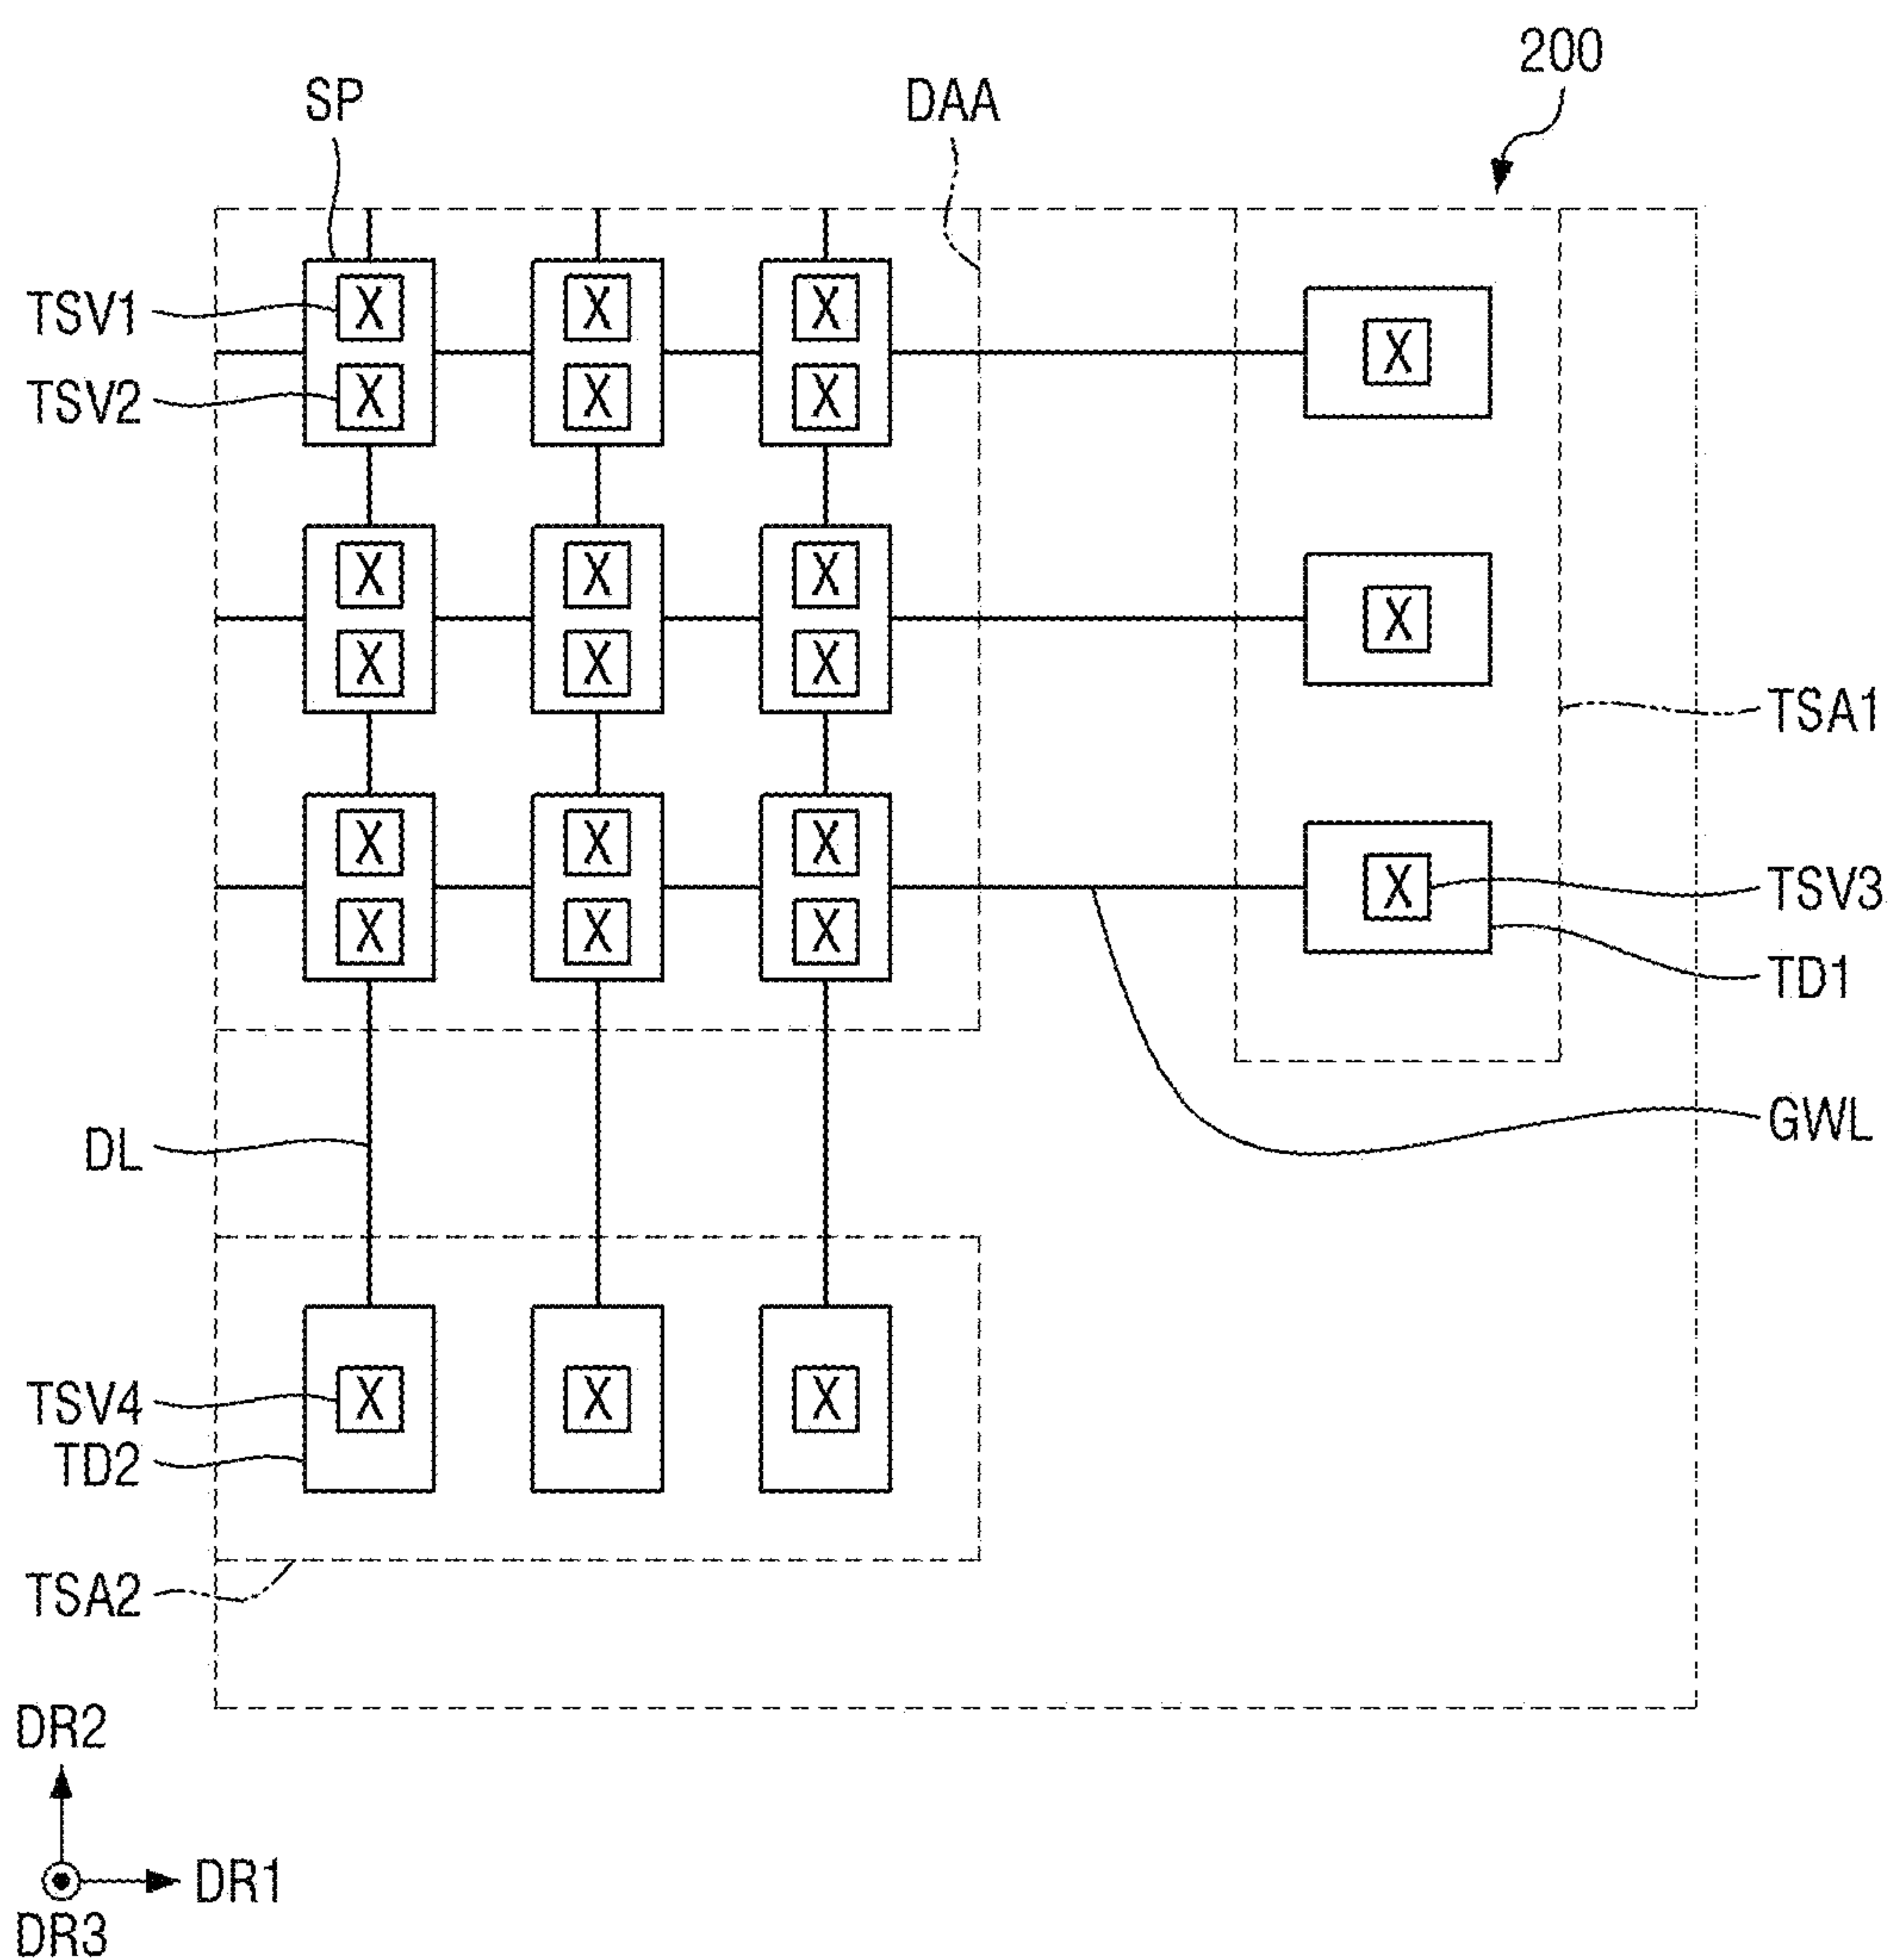 200
SP
DAA
TSV1
X X X
X
TSV2
X X X
X X X
X
X X X
TSA1
X X X
X
TSV3
X X X
TD1
GWL
DL
TSV4
X X X
TD2
TSA2
DR2
DR1
DR3